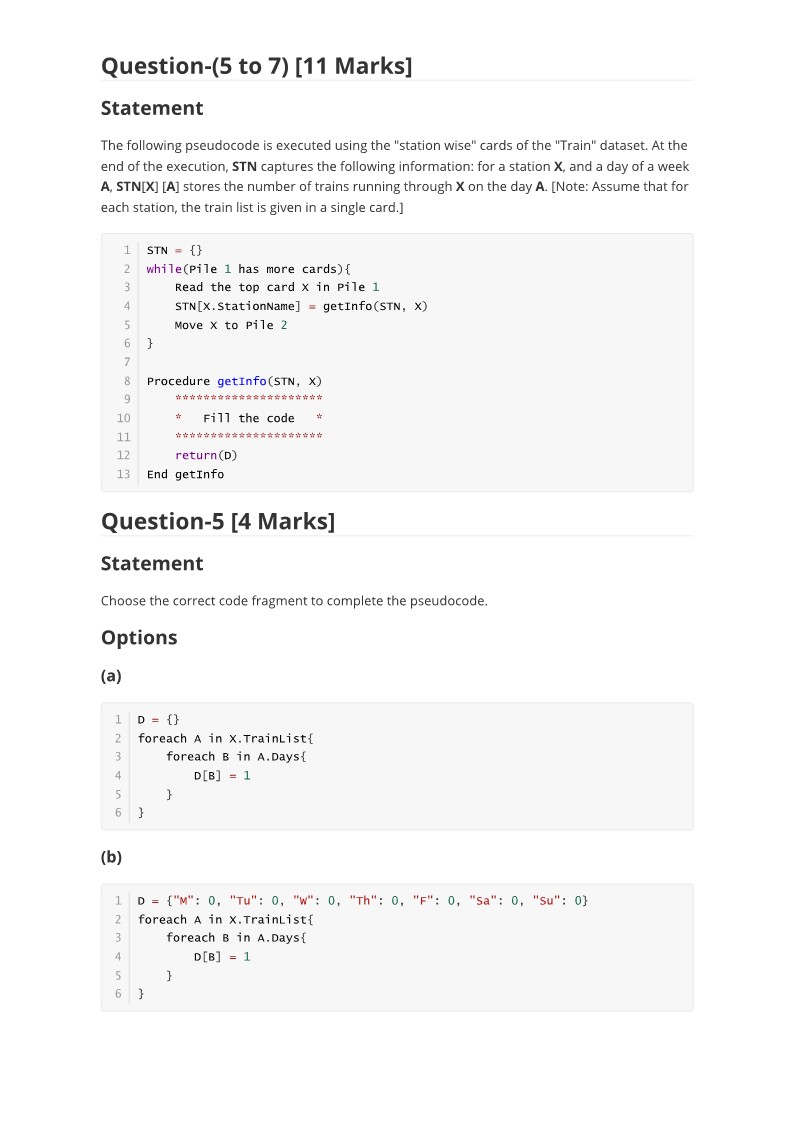 Question-(5 to 7) [11 Marks]
Statement
The following pseudocode is executed using the "station wise" cards of the "Train" dataset. At the
end of the execution, STN captures the following information: for a station X, and a day of a week
A, STN[X] [A] stores the number of trains running through X on the day A. [Note: Assume that for
each station, the train list is given in a single card.]
1 STN = {}
2 while(Pile 1 has more cards){
3     Read the top card X in Pile 1
4     STN[X.StationName] = getInfo(STN, X)
5     Move X to Pile 2
6 }
7
8 Procedure getInfo(STN, X)
9     *********************
10     *   Fill the code   *
11     *********************
12     return(D)
13 End getInfo
Question-5 [4 Marks]
Statement
Choose the correct code fragment to complete the pseudocode.
Options
(a)
1 D = {}
2 foreach A in X.TrainList{
3     foreach B in A.Days{
4         D[B] = 1
5     }
6 }
(b)
1 D = {"M": 0, "Tu": 0, "W": 0, "Th": 0, "F": 0, "Sa": 0, "Su": 0}
2 foreach A in X.TrainList{
3     foreach B in A.Days{
4         D[B] = 1
5     }
6 }